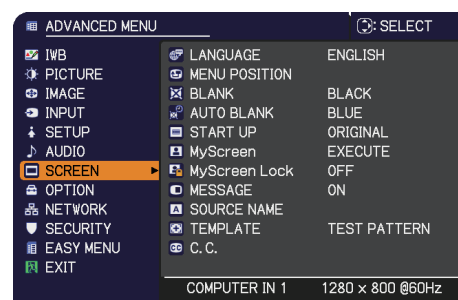 ADVANCED MENU : SELECT
IWB LANGUAGE ENGLISH
PICTURE MENU POSITION
IMAGE BLANK BLACK
INPUT AUTO BLANK BLUE
SETUP START UP ORIGINAL
AUDIO MyScreen EXECUTE
SCREEN MyScreen Lock OFF
OPTION MESSAGE ON
NETWORK SOURCE NAME
SECURITY TEMPLATE TEST PATTERN
EASY MENU C.C.
EXIT
COMPUTER IN 1 1280 × 800 @60Hz